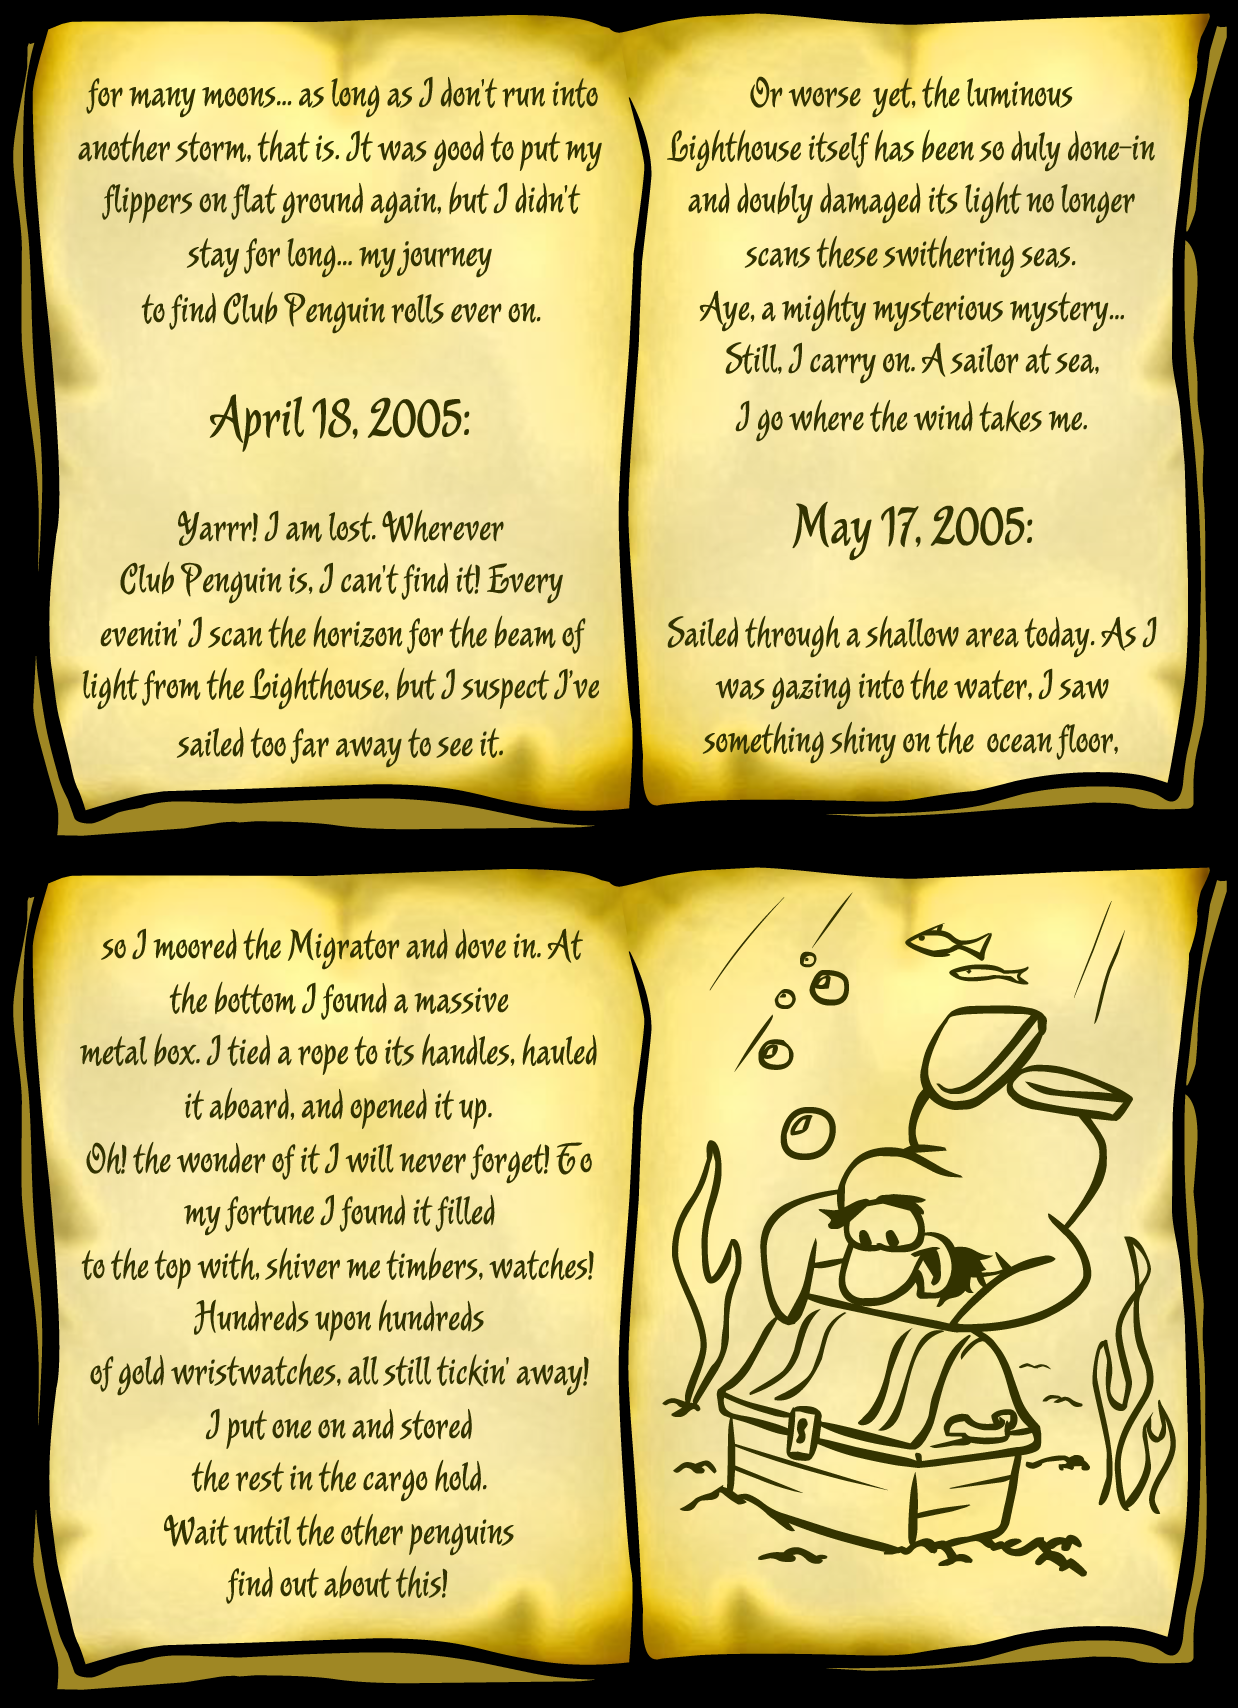 for many moons... as long as I don't run into
another storm, that is. It was good to put my
flippers on flat ground again, but I didn't
stay for long... my journey
to find Club Penguin rolls ever on.
April 18, 2005:
Yarrr! I am lost. Wherever
Club Penguin is, I can't find it! Every
evenin' I scan the horizon for the beam of
light from the Lighthouse, but I suspect I've
sailed too far away to see it.
Or worse yet, the luminous
Lighthouse itself has been so duly done-in
and doubly damaged its light no longer
scans these swithering seas.
Aye, a mighty mysterious mystery...
Still, I carry on. A sailor at sea,
I go where the wind takes me.
May 17, 2005:
Sailed through a shallow area today. As I
was gazing into the water, I saw
something shiny on the ocean floor,
so I moored the Migrator and dove in. At
the bottom I found a massive
metal box. I tied a rope to its handles, hauled
it aboard, and opened it up.
Oh! the wonder of it I will never forget! To
my fortune I found it filled
to the top with, shiver me timbers, watches!
Hundreds upon hundreds
of gold wristwatches, all still tickin' away!
I put one on and stored
the rest in the cargo hold.
Wait until the other penguins
find out about this!